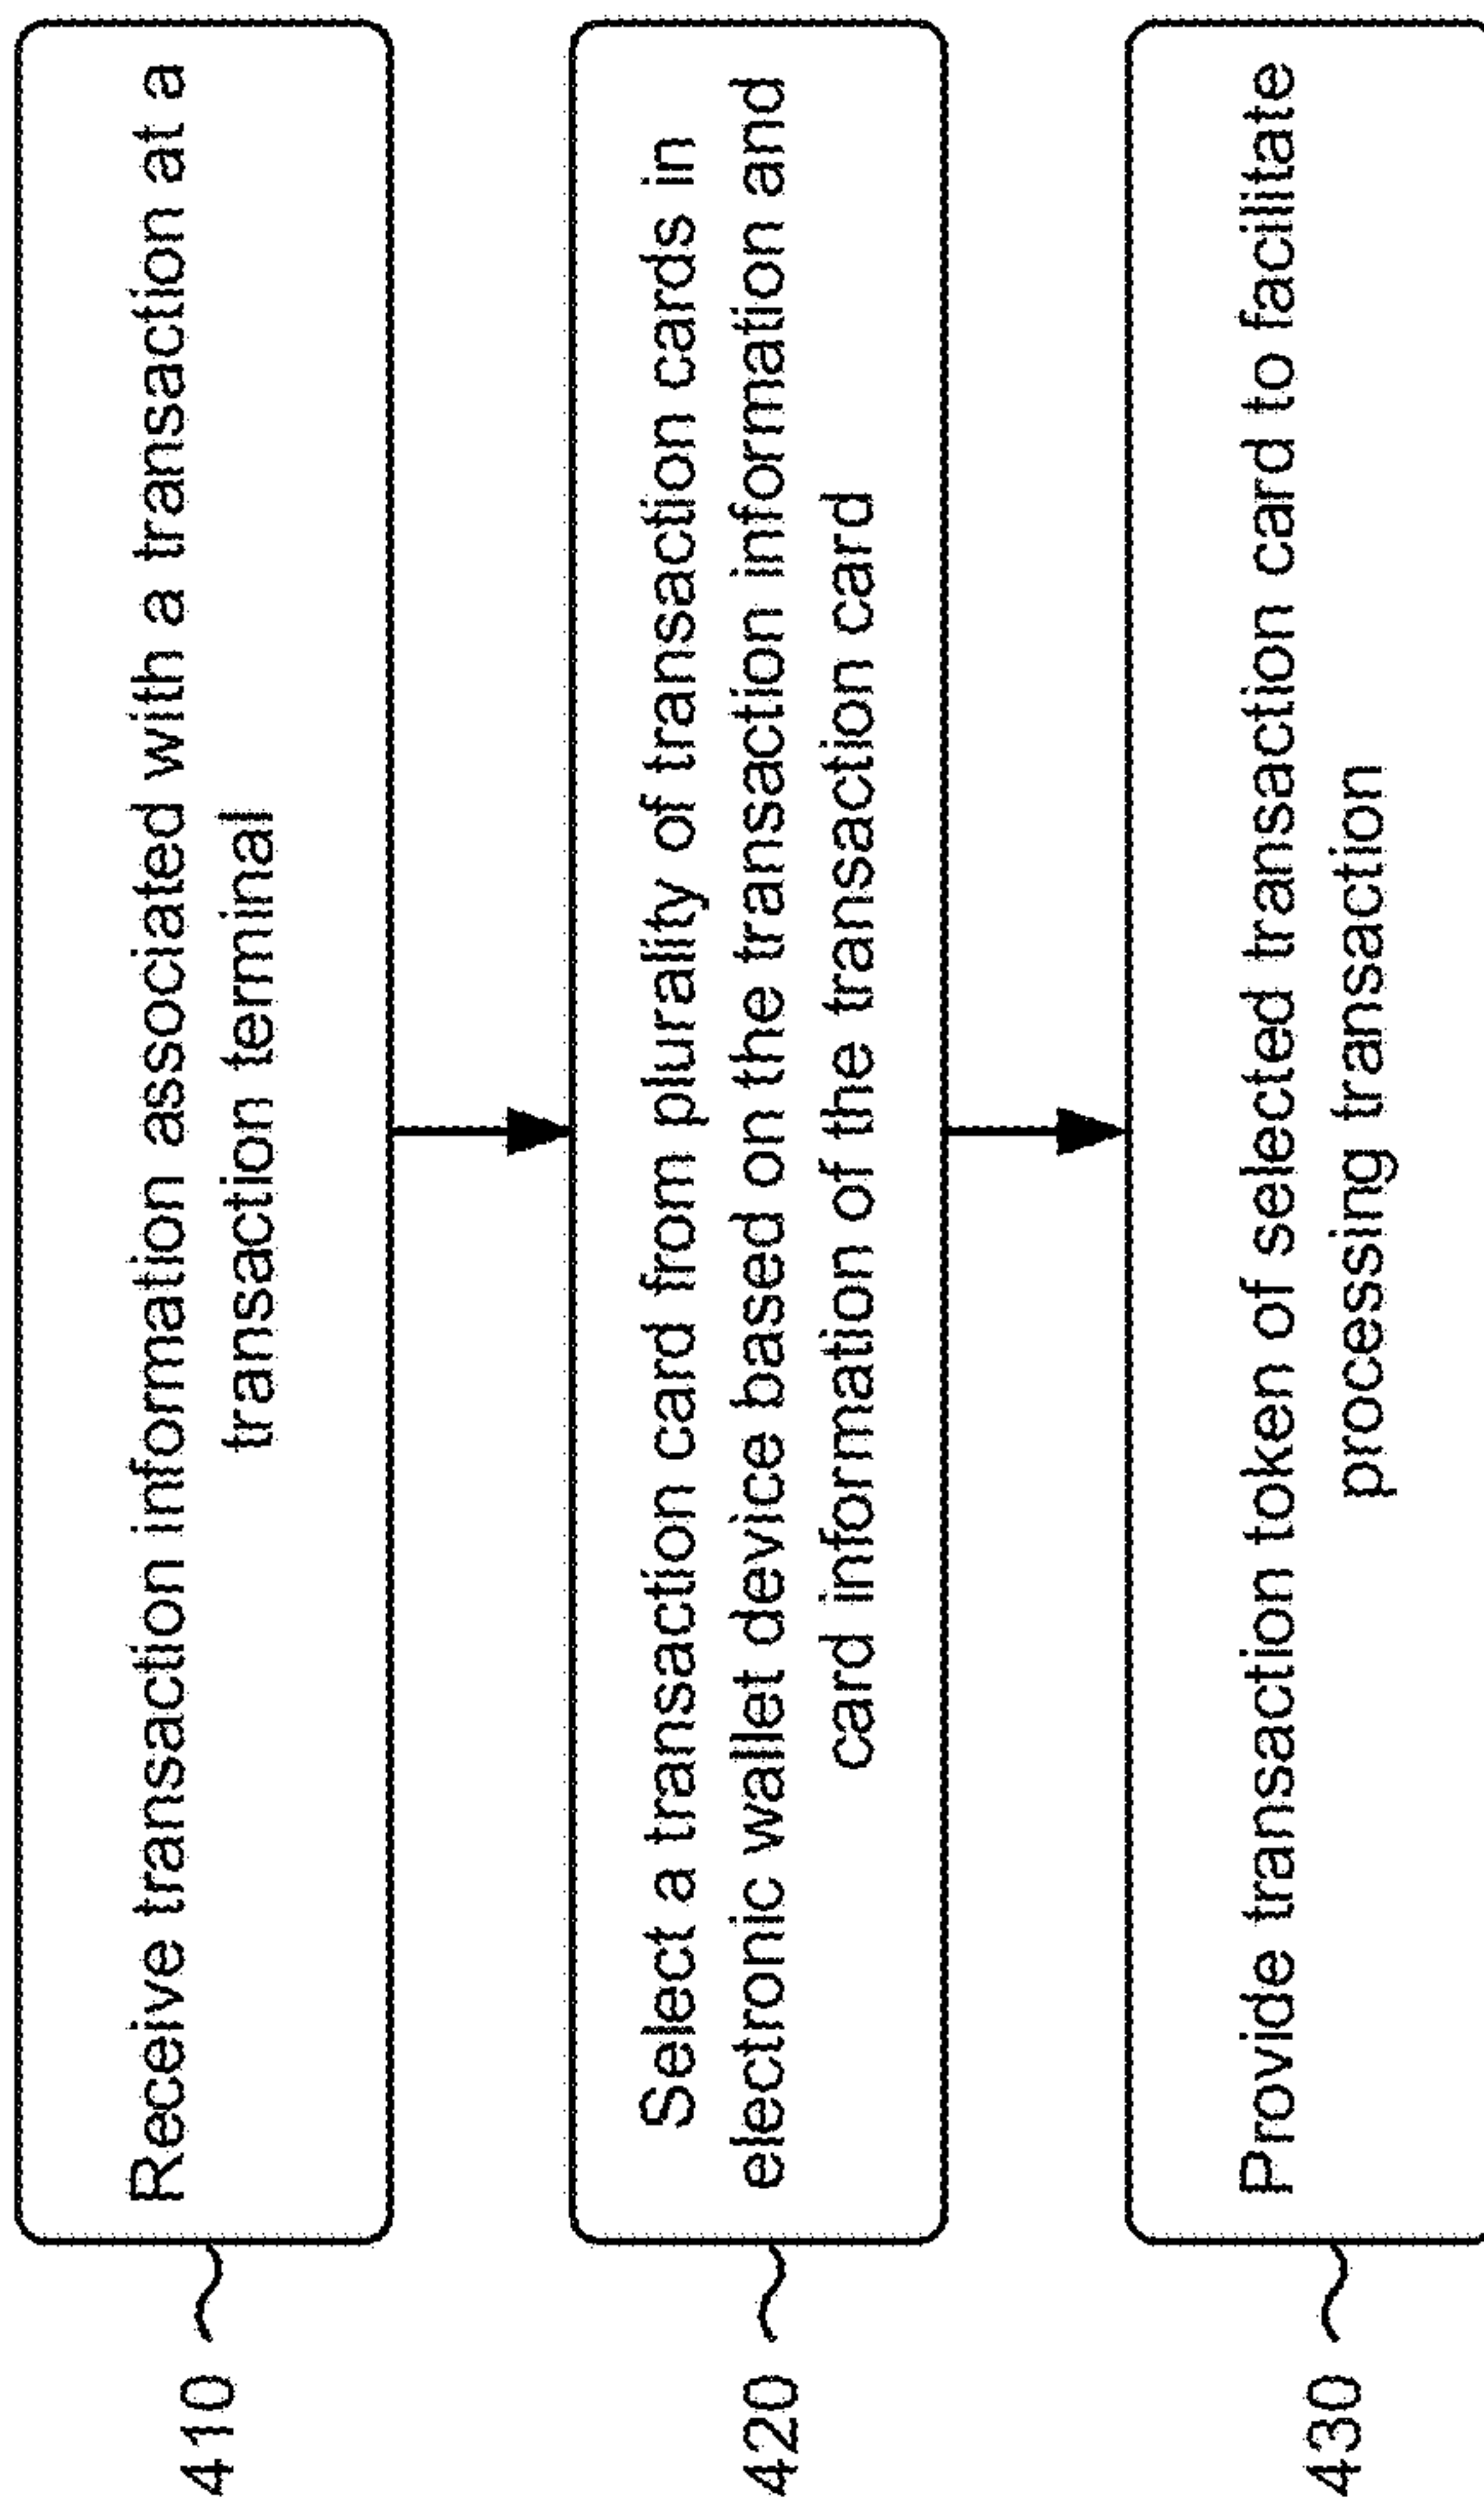 410
Receive transaction information associated with a transaction at a
transaction terminal
420
Select a transaction card from plurality of transaction cards in
electronic wallet device based on the transaction information and
card information of the transaction card
430
Provide transaction token of selected transaction card to facilitate
processing transaction